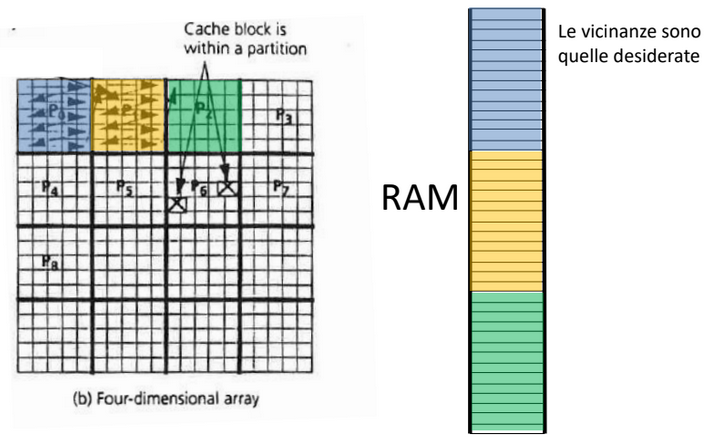 Cache block is
within a partition
Le vicinanze sono
quelle desiderate
P0
P2
P3
P4
P5
P6
P7
P8
RAM
(b) Four-dimensional array